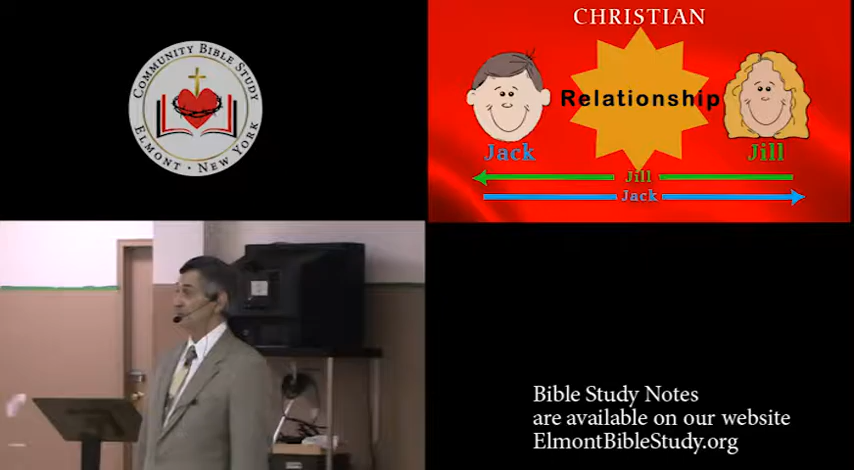 COMMUNITY BIBLE STUDY
ELMONT · NEW YORK
CHRISTIAN
Relationship
Jack
Jill
Jill
Jack
Bible Study Notes
are available on our website
ElmontBibleStudy.org